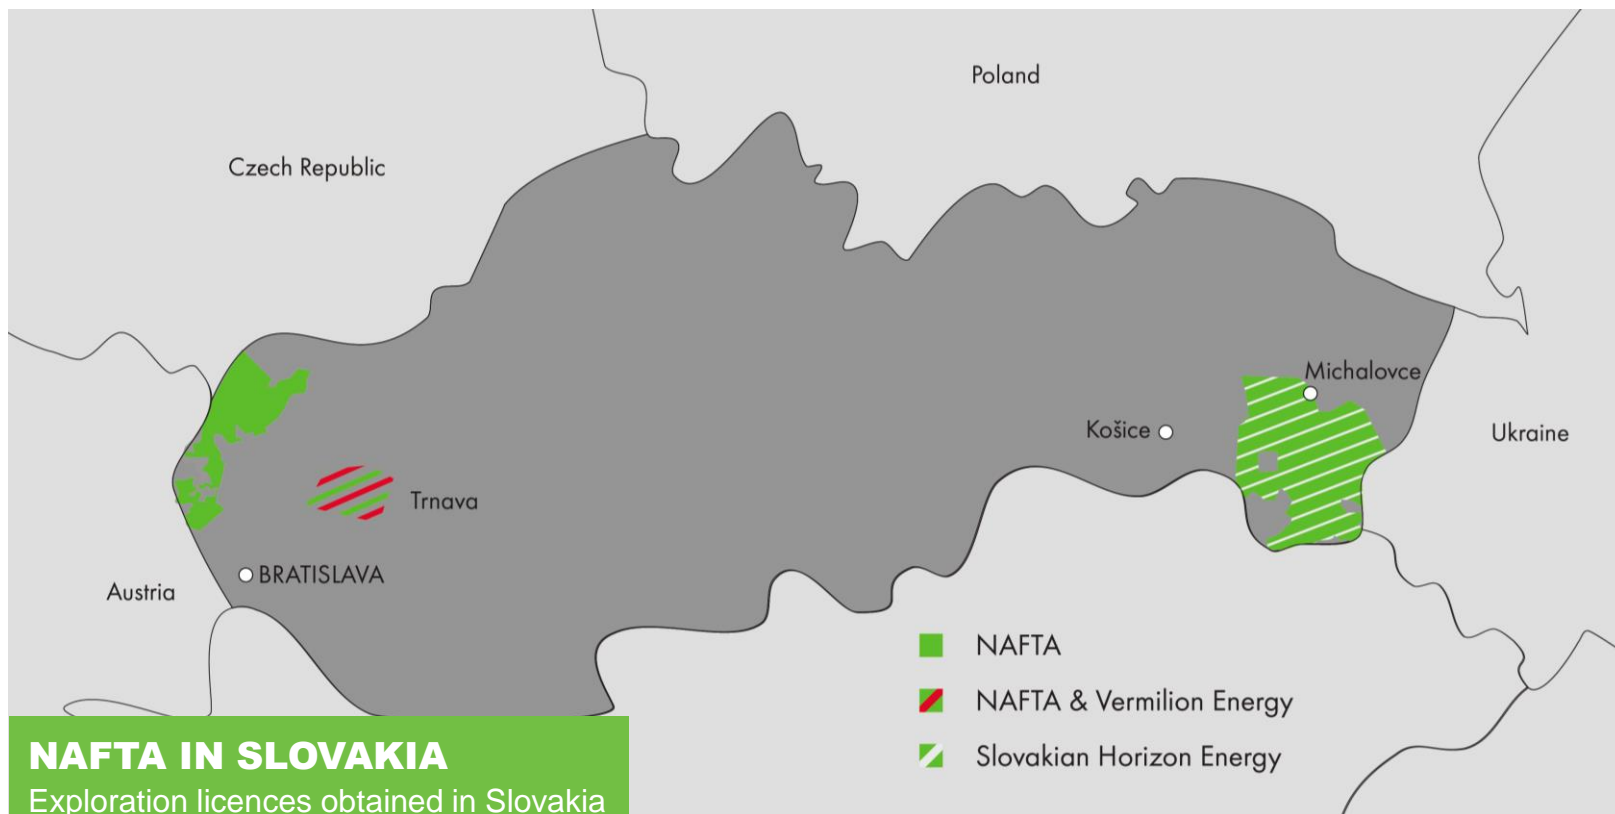 Poland
Czech Republic
Michalovce
Košice
Ukraine
Trnava
BRATISLAVA
Austria
NAFTA
NAFTA & Vermilion Energy
Slovakian Horizon Energy
NAFTA IN SLOVAKIA
Exploration licences obtained in Slovakia